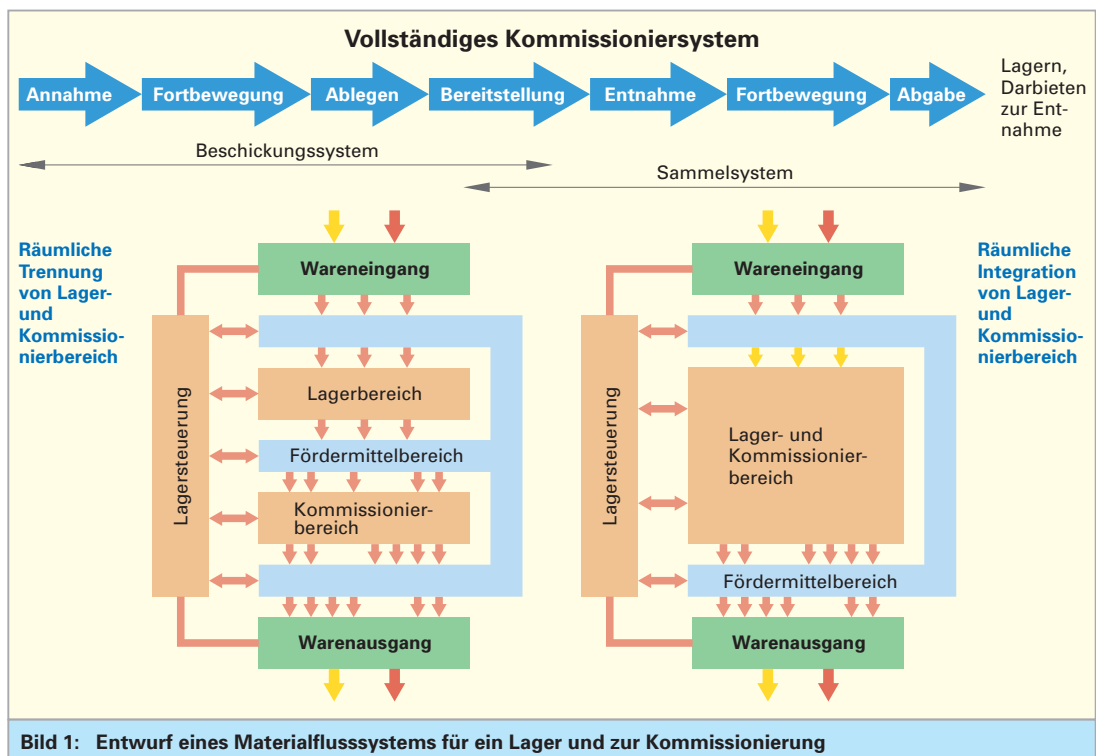 Vollständiges Kommissioniersystem
Annahme
Fortbewegung
Ablegen
Bereitstellung
Entnahme
Fortbewegung
Abgabe
Lagern,
Darbieten
zur Ent-
nahme
Beschickungssystem
Sammelsystem
Räumliche
Trennung
von Lager-
und
Kommissio-
nierbereich
Wareneingang
Lagersteuerung
Lagerbereich
Fördermittelbereich
Kommissionier-
bereich
Warenausgang
Wareneingang
Lagersteuerung
Lager- und
Kommissionier-
bereich
Fördermittelbereich
Warenausgang
Räumliche
Integration
von Lager-
und
Kommissio-
nierbereich
Bild 1: Entwurf eines Materialflusssystems für ein Lager und zur Kommissionierung